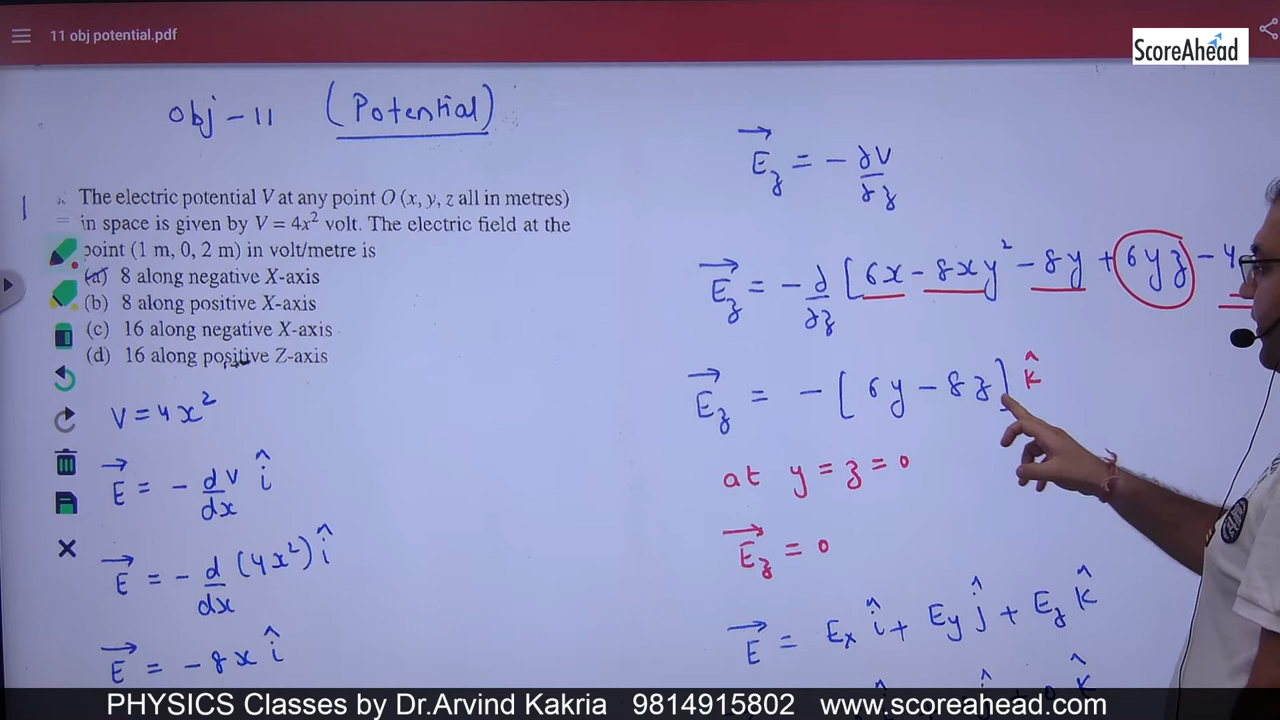 11 obj potential.pdf
ScoreAhead
Obj - 11 (Potential)
1
The electric potential V at any point O (x, y, z all in metres)
in space is given by V = 4x² volt. The electric field at the
point (1 m, 0, 2 m) in volt/metre is
(a) 8 along negative X-axis
(b) 8 along positive X-axis
(c) 16 along negative X-axis
(d) 16 along positive Z-axis
V = 4x²
E⃗ = - dV/dx î
E⃗ = - d/dx (4x²) î
E⃗ = - 8x î
E⃗z = - ∂V/∂z
E⃗z = - ∂/∂z [6x - 8xy² - 8y + 6yz - 4
E⃗z = - [6y - 8z] k̂
at y = z = 0
E⃗z = 0
E⃗ = Ex î + Ey ĵ + Ez k̂
PHYSICS Classes by Dr.Arvind Kakria 9814915802 www.scoreahead.com